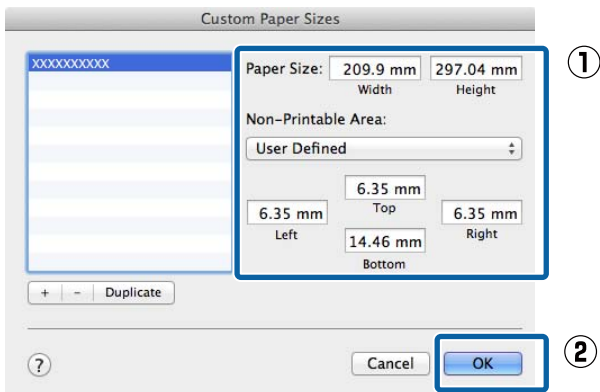 Custom Paper Sizes
XXXXXXXXXX
Paper Size: 209.9 mm 297.04 mm
Width Height
Non-Printable Area:
User Defined
6.35 mm
Top
6.35 mm 6.35 mm
Left Right
14.46 mm
Bottom
+ - Duplicate
? Cancel OK
1
2